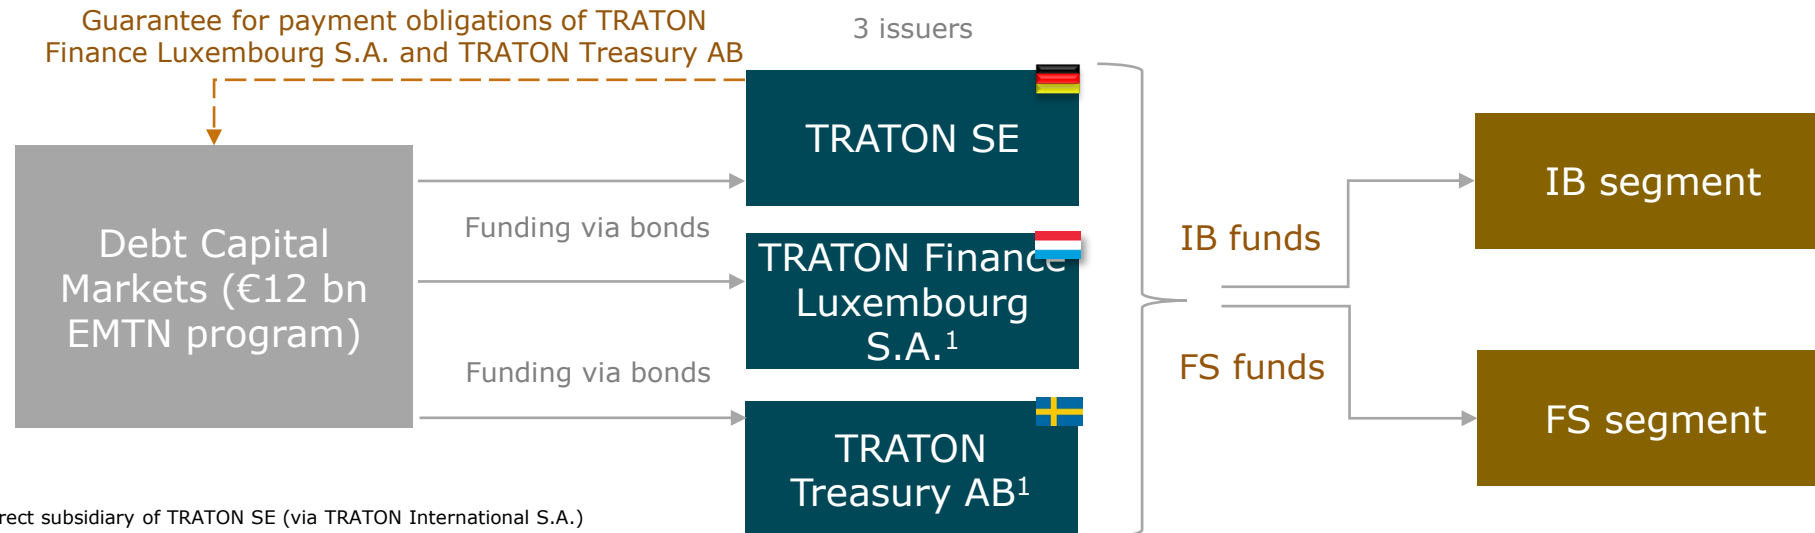 Guarantee for payment obligations of TRATON
Finance Luxembourg S.A. and TRATON Treasury AB
3 issuers
Debt Capital
Markets (€12 bn
EMTN program)
Funding via bonds
Funding via bonds
TRATON SE
TRATON Finance
Luxembourg
S.A.¹
TRATON
Treasury AB¹
IB funds
FS funds
IB segment
FS segment
subsidiary of TRATON SE (via TRATON International S.A.)